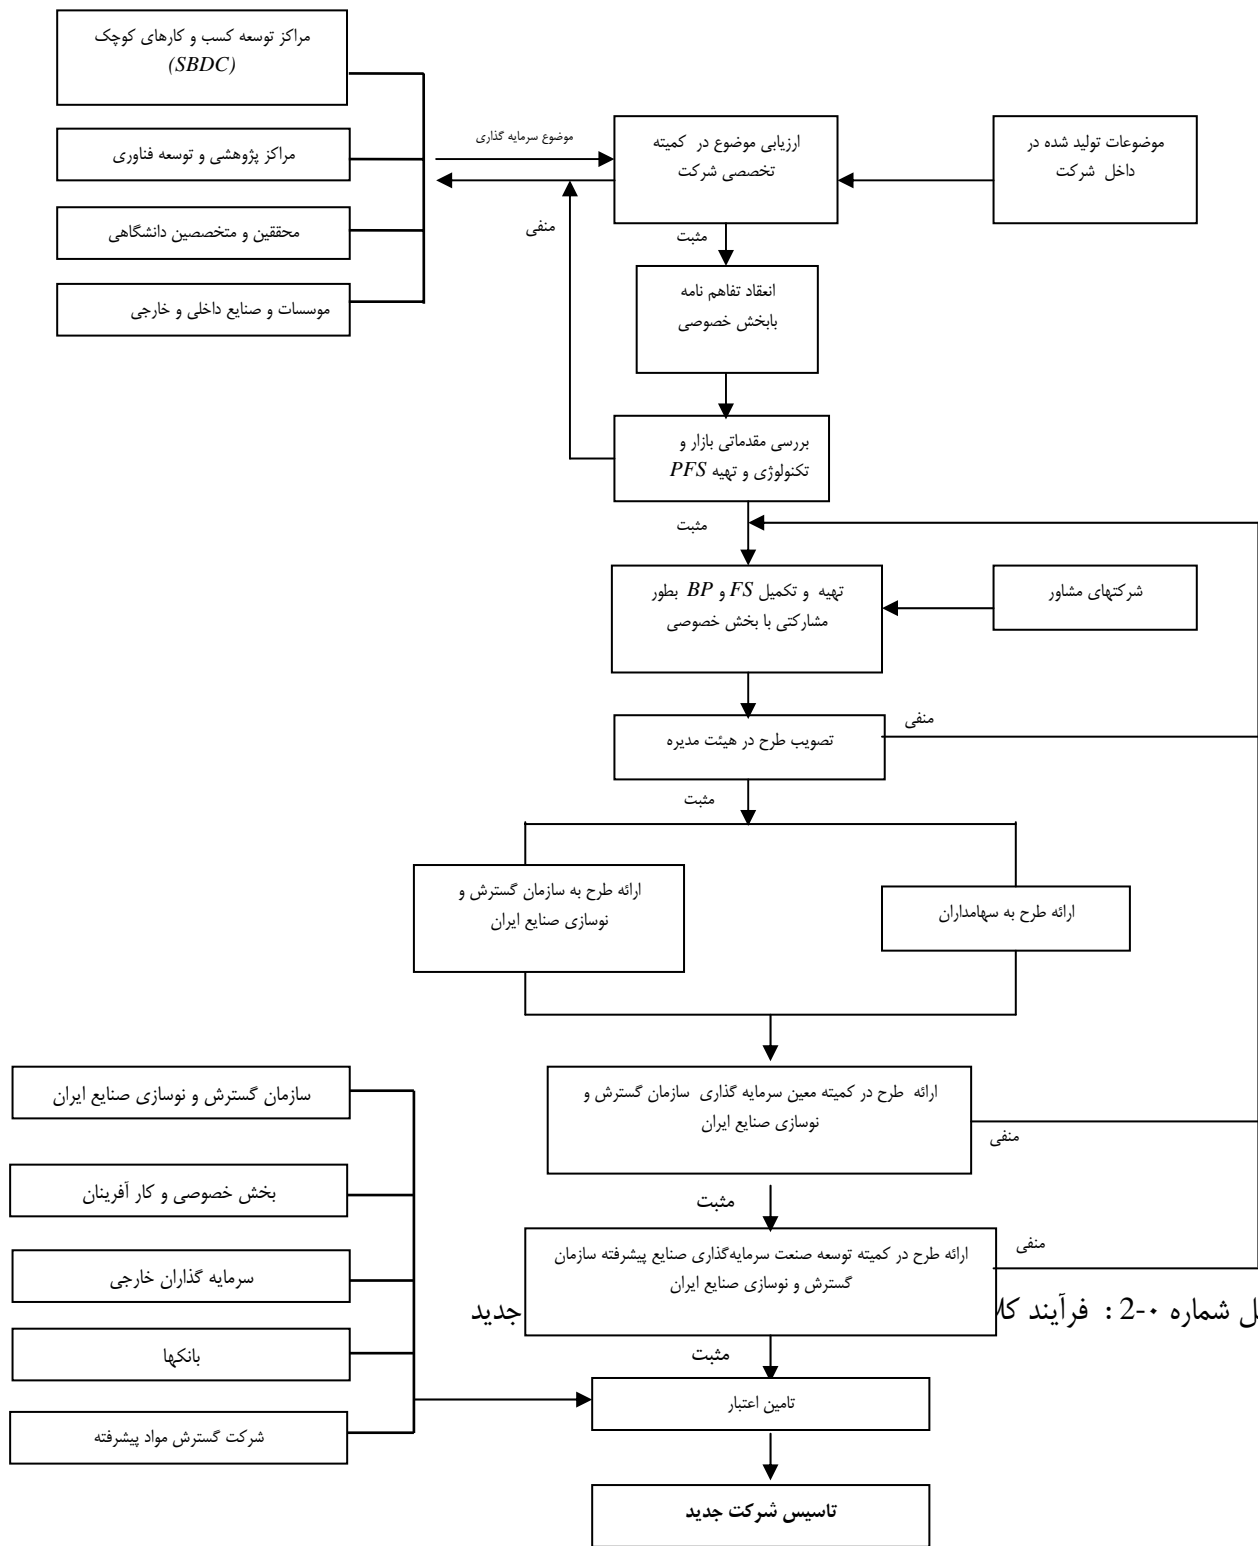 مراکز توسعه کسب و کارهای کوچک
(SBDC)
مراکز پژوهشی و توسعه فناوری
محققین و متخصصین دانشگاهی
موسسات و صنایع داخلی و خارجی
موضوع سرمایه گذاری
ارزیابی موضوع در کمیته
تخصصی شرکت
موضوعات تولید شده در
داخل شرکت
منفی
مثبت
انعقاد تفاهم نامه
بابخش خصوصی
بررسی مقدماتی بازار و
تکنولوژی و تهیه PFS
مثبت
تهیه و تکمیل FS و BP بطور
مشارکتی با بخش خصوصی
شرکتهای مشاور
تصویب طرح در هیئت مدیره
منفی
مثبت
ارائه طرح به سازمان گسترش و
نوسازی صنایع ایران
ارائه طرح به سهامداران
ارائه طرح در کمیته معین سرمایه گذاری سازمان گسترش و
نوسازی صنایع ایران
منفی
مثبت
ارائه طرح در کمیته توسعه صنعت سرمایه‌گذاری صنایع پیشرفته سازمان
گسترش و نوسازی صنایع ایران
منفی
شماره ۰-2 : فرآیند جدید
مثبت
سازمان گسترش و نوسازی صنایع ایران
بخش خصوصی و کار آفرینان
سرمایه گذاران خارجی
بانکها
شرکت گسترش مواد پیشرفته
تامین اعتبار
تاسیس شرکت جدید